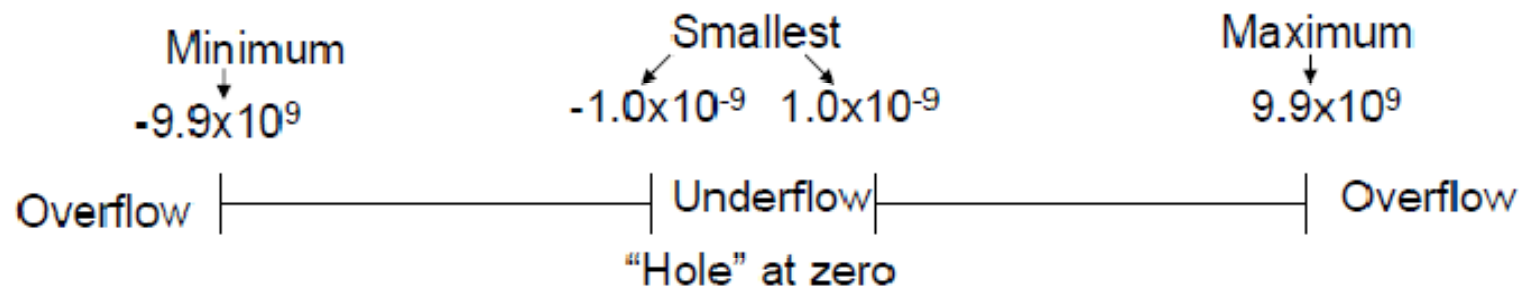 Minimum Smallest Maximum
-9.9x10⁹ -1.0x10⁻⁹ 1.0x10⁻⁹ 9.9x10⁹
Overflow Underflow Overflow
“Hole” at zero